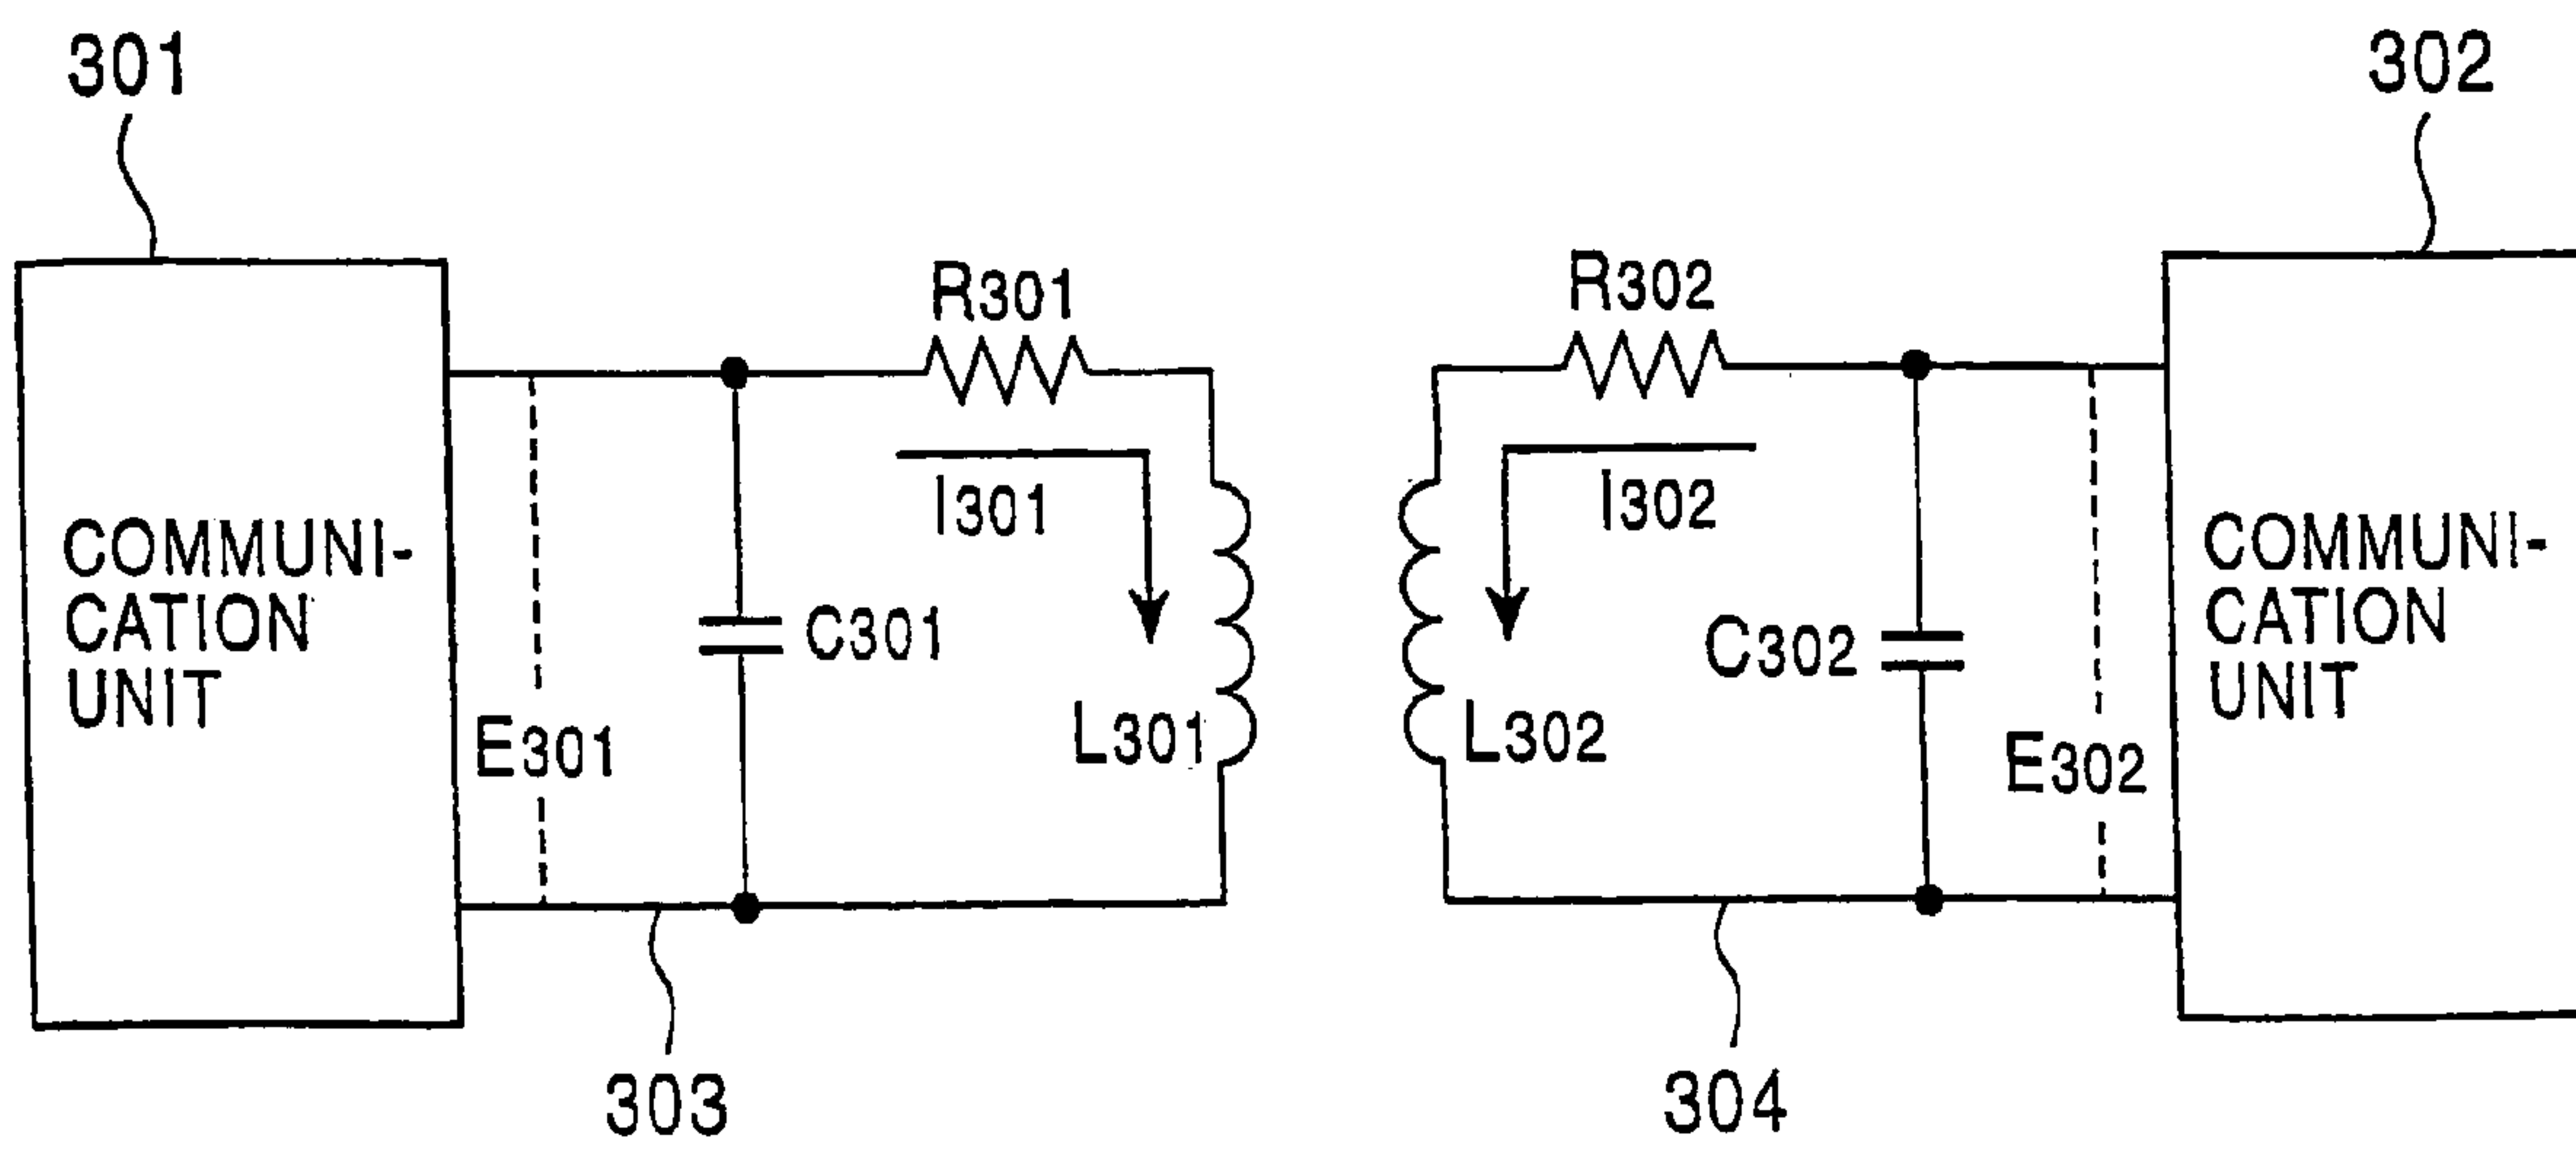 301
302
R301
R302
I301
I302
COMMUNI-
CATION
UNIT
C301
C302
COMMUNI-
CATION
UNIT
E301
L301
L302
E302
303
304